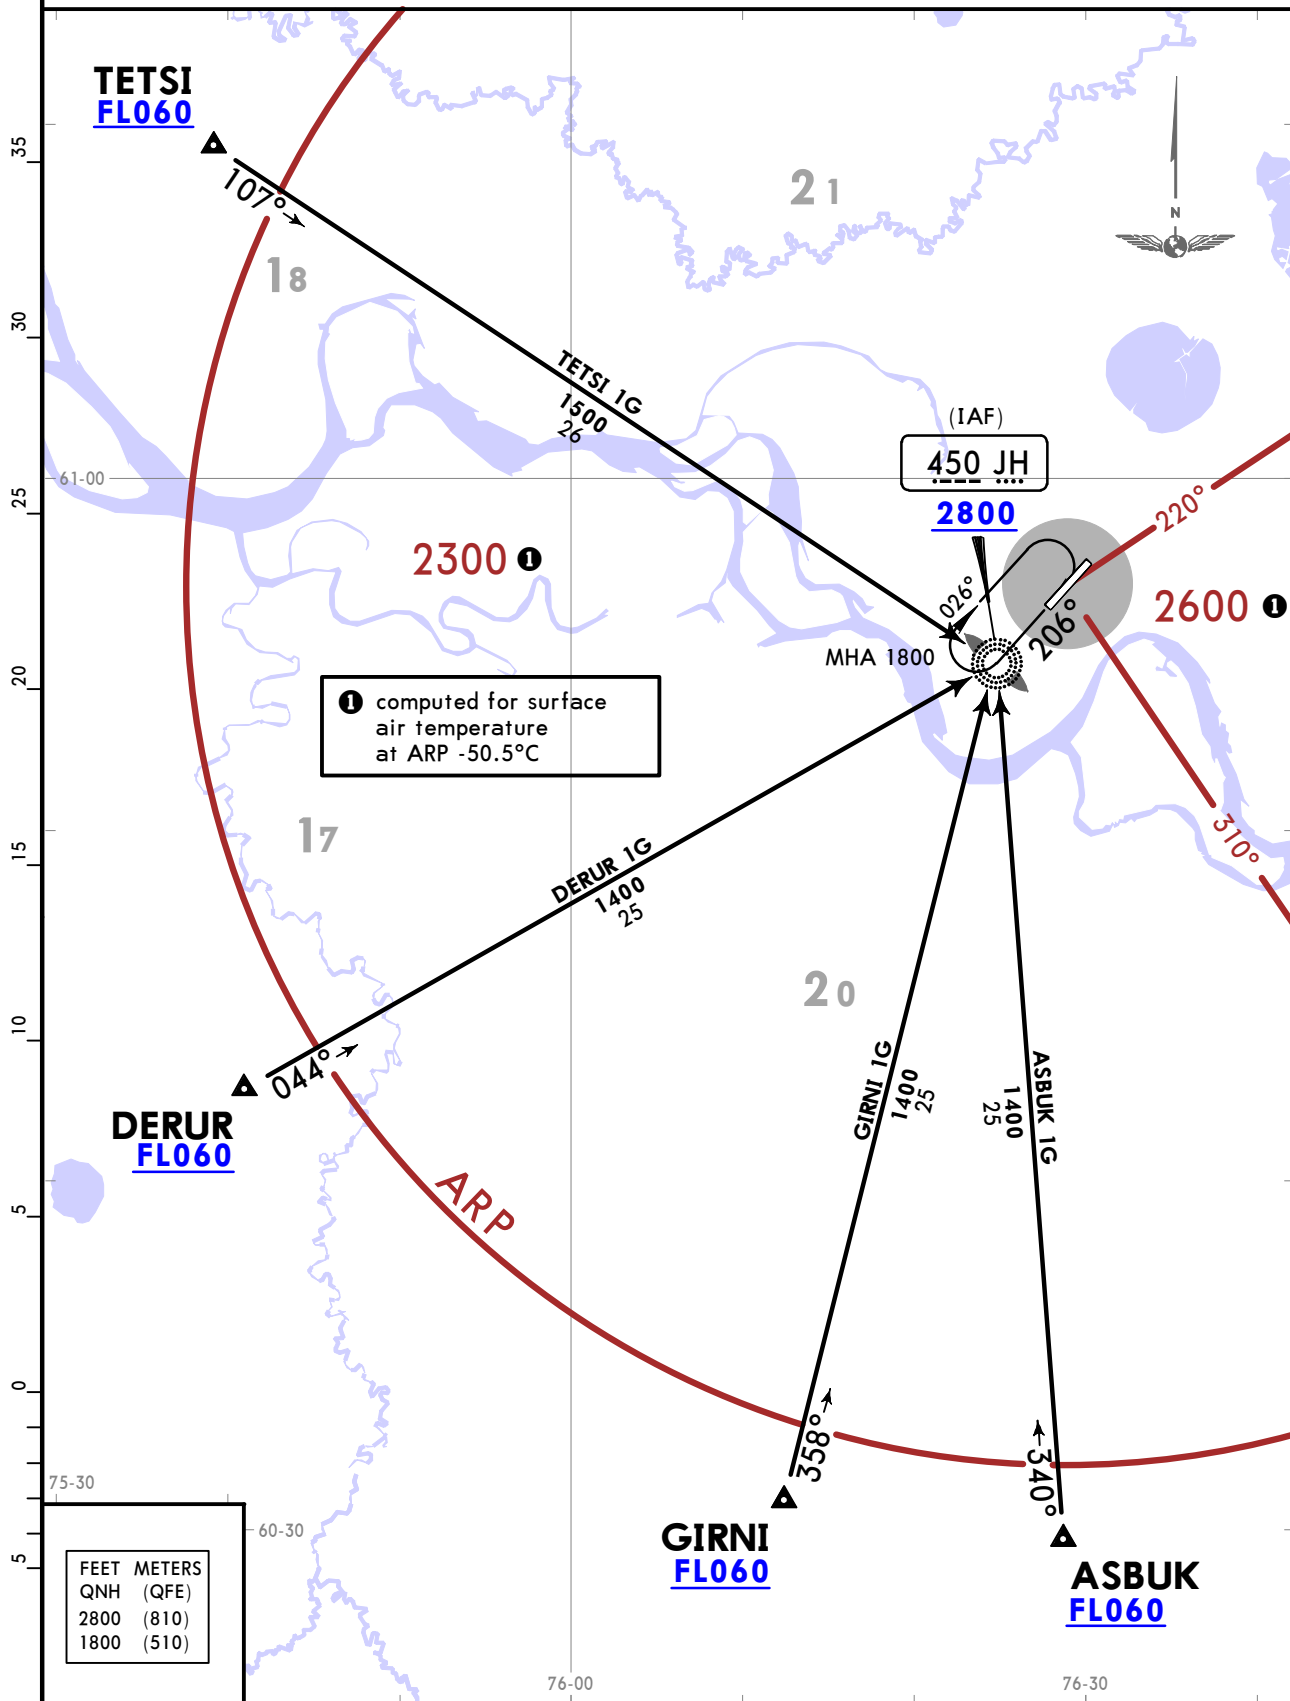 TETSI
FL060
107°
21
18
N
35
30
25
20
15
10
5
0
5
TETSI 1G
1500
26
(IAF)
450 JH
2800
61-00
2300 1
220°
2600 1
026°
206°
MHA 1800
1 computed for surface
air temperature
at ARP -50.5°C
310°
17
DERUR 1G
1400
25
20
044°
DERUR
FL060
ARP
GIRNI 1G
1400
25
ASBUK 1G
1400
25
358°
340°
75-30
60-30
GIRNI
FL060
ASBUK
FL060
FEET METERS
QNH (QFE)
2800 (810)
1800 (510)
76-00
76-30